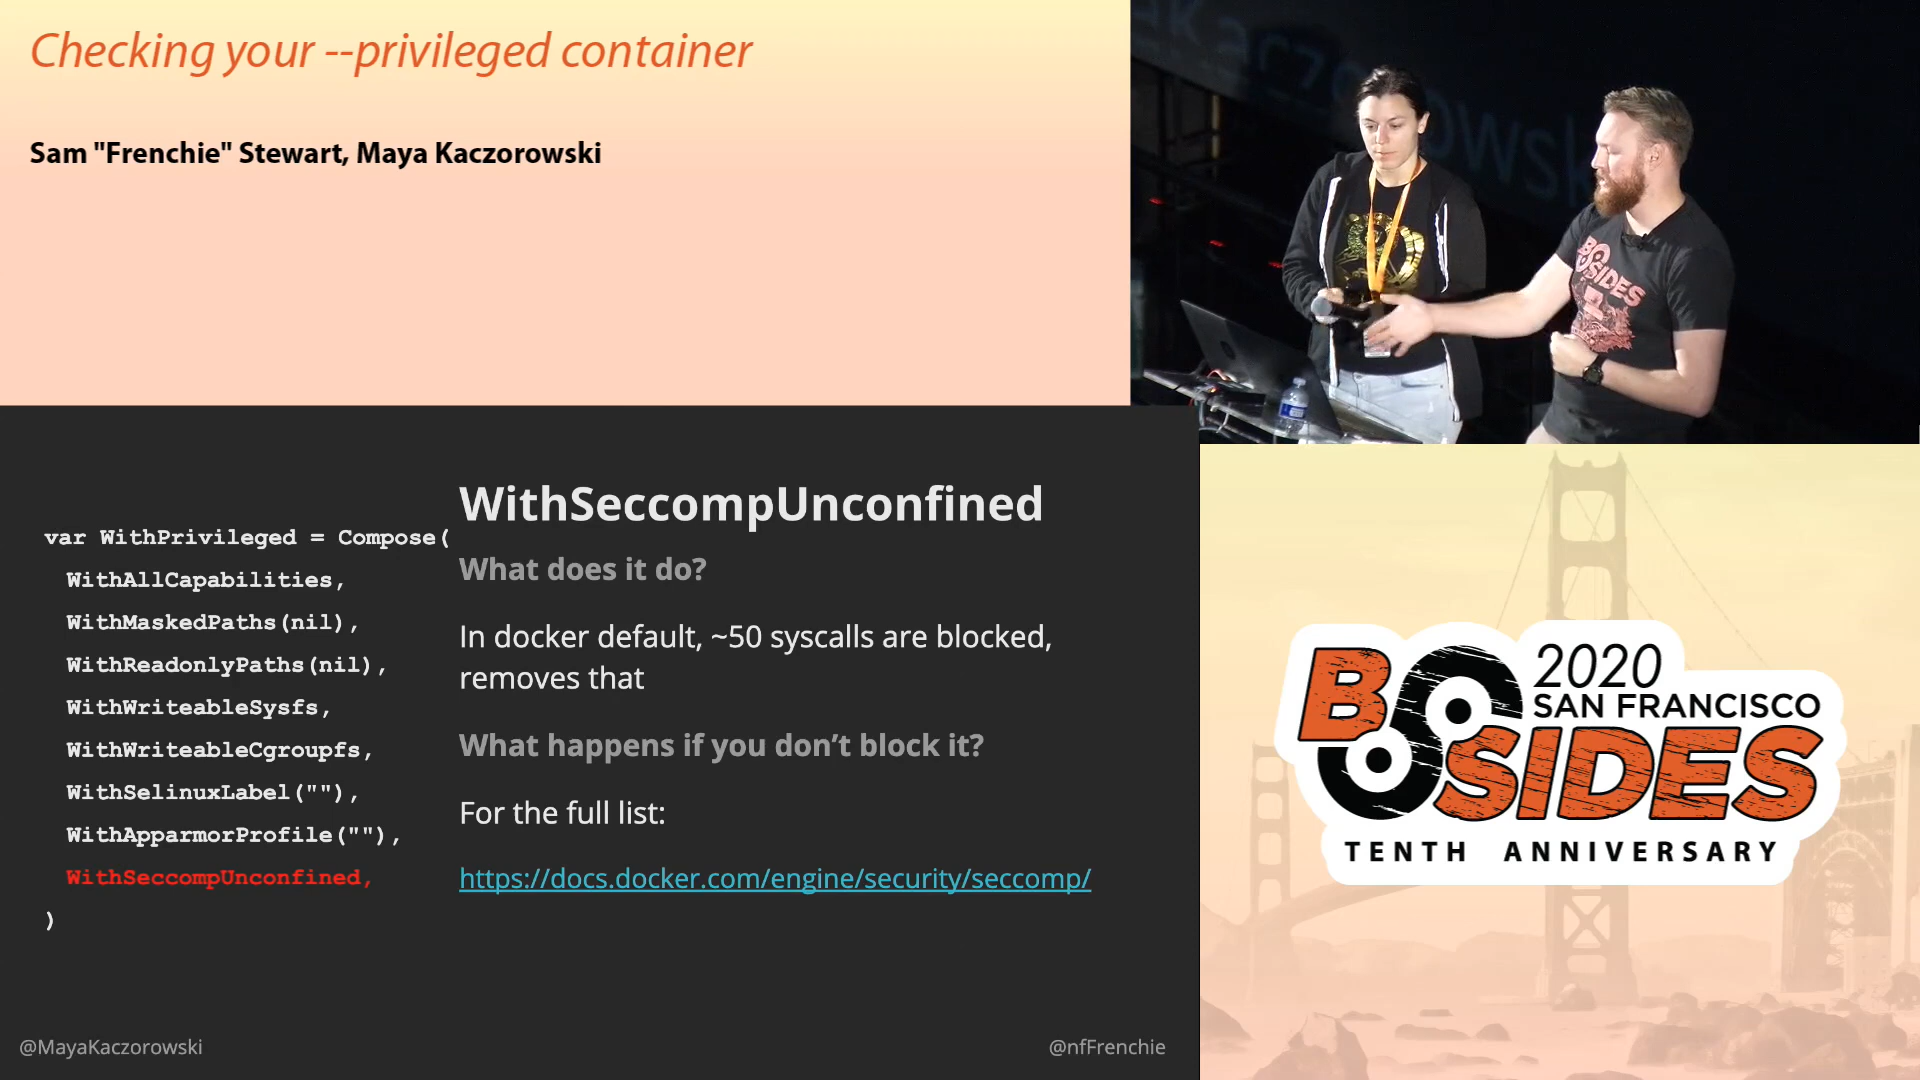 Checking your --privileged container
Sam "Frenchie" Stewart, Maya Kaczorowski
BSIDES
var WithPrivileged = Compose(
WithAllCapabilities,
WithMaskedPaths(nil),
WithReadonlyPaths(nil),
WithWriteableSysfs,
WithWriteableCgroupfs,
WithSelinuxLabel(""),
WithApparmorProfile(""),
WithSeccompUnconfined,
)
WithSeccompUnconfined
What does it do?
In docker default, ~50 syscalls are blocked,
removes that
What happens if you don’t block it?
For the full list:
https://docs.docker.com/engine/security/seccomp/
@MayaKaczorowski
@nfFrenchie
2020
SAN FRANCISCO
BSIDES
TENTH ANNIVERSARY